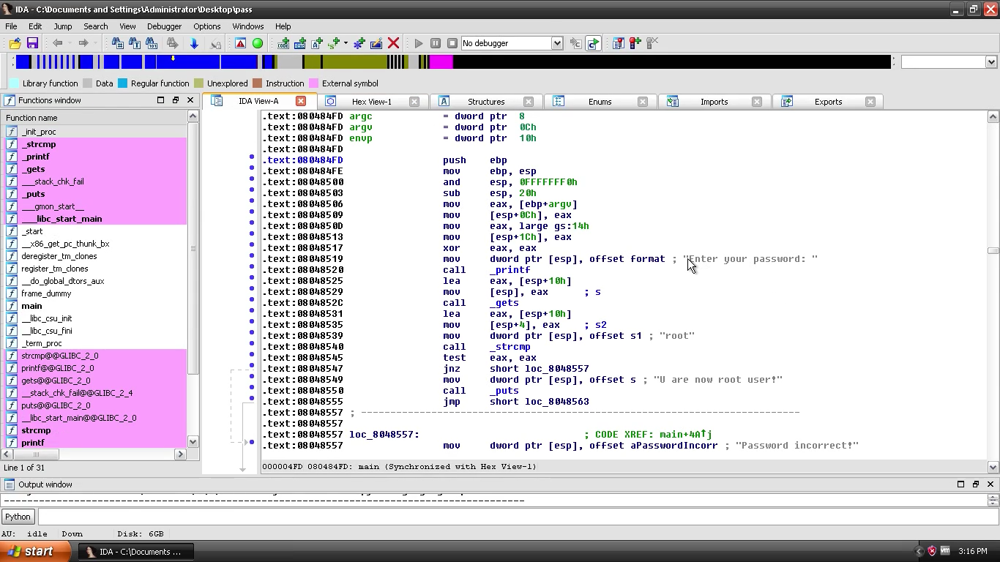 IDA - C:\Documents and Settings\Administrator\Desktop\pass
File Edit Jump Search View Debugger Options Windows Help
No debugger
Library function Data Regular function Unexplored Instruction External symbol
Functions window
IDA View-A Hex View-1 Structures Enums Imports Exports
Function name
_init_proc
_strcmp
_printf
_gets
___stack_chk_fail
_puts
___gmon_start__
___libc_start_main
_start
__x86_get_pc_thunk_bx
deregister_tm_clones
register_tm_clones
__do_global_dtors_aux
frame_dummy
main
__libc_csu_init
__libc_csu_fini
_term_proc
strcmp@@GLIBC_2_0
printf@@GLIBC_2_0
gets@@GLIBC_2_0
__stack_chk_fail@@GLIBC_2_4
puts@@GLIBC_2_0
__libc_start_main@@GLIBC_2_0
strcmp
printf
Line 1 of 31
.text:080484FD argc = dword ptr 8
.text:080484FD argv = dword ptr 0Ch
.text:080484FD envp = dword ptr 10h
.text:080484FD
.text:080484FD push ebp
.text:080484FE mov ebp, esp
.text:08048500 and esp, 0FFFFFFF0h
.text:08048503 sub esp, 20h
.text:08048506 mov eax, [ebp+argv]
.text:08048509 mov [esp+0Ch], eax
.text:0804850D mov eax, large gs:14h
.text:08048513 mov [esp+1Ch], eax
.text:08048517 xor eax, eax
.text:08048519 mov dword ptr [esp], offset format ; "Enter your password: "
.text:08048520 call _printf
.text:08048525 lea eax, [esp+10h]
.text:08048529 mov [esp], eax ; s
.text:0804852C call _gets
.text:08048531 lea eax, [esp+10h]
.text:08048535 mov [esp+4], eax ; s2
.text:08048539 mov dword ptr [esp], offset s1 ; "root"
.text:08048540 call _strcmp
.text:08048545 test eax, eax
.text:08048547 jnz short loc_8048557
.text:08048549 mov dword ptr [esp], offset s ; "U are now root user!"
.text:08048550 call _puts
.text:08048555 jmp short loc_8048563
.text:08048557 ; ---------------------------------------------------------------------------
.text:08048557
.text:08048557 loc_8048557: ; CODE XREF: main+4A↑j
.text:08048557 mov dword ptr [esp], offset aPasswordIncorr ; "Password incorrect!"
000004FD 080484FD: main (Synchronized with Hex View-1)
Output window
Python
AU: idle Down Disk: 6GB
start IDA - C:\Documents ... 3:16 PM